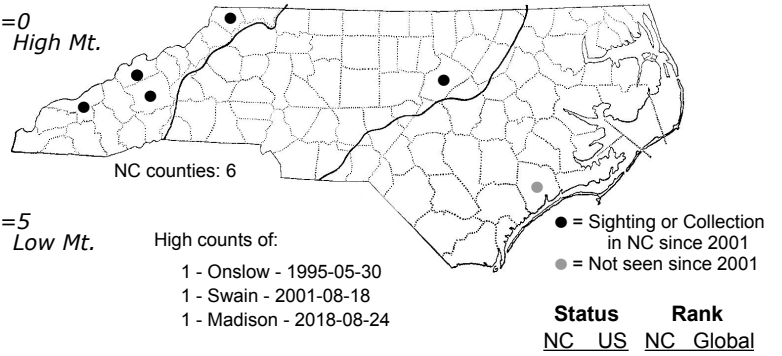 =0
High Mt.
NC counties: 6
=5
Low Mt.
High counts of:
1 - Onslow - 1995-05-30
1 - Swain - 2001-08-18
1 - Madison - 2018-08-24
= Sighting or Collection
in NC since 2001
= Not seen since 2001
Status Rank
NC US NC Global